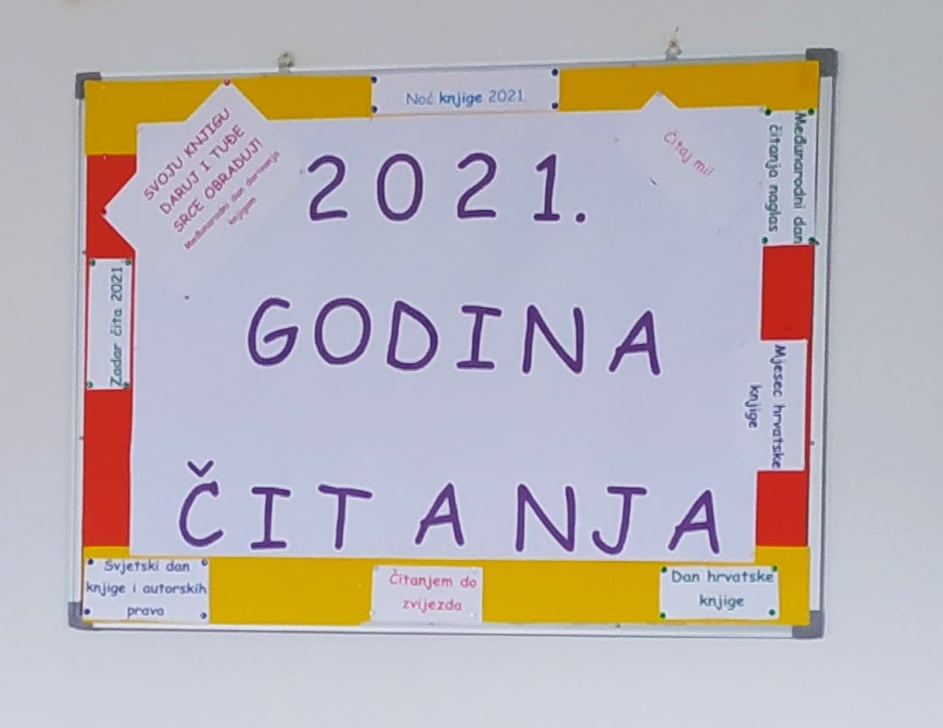 Noć knjige 2021
SVOJU KNJIGU
DARUJ I TUĐE
SRCE OBRADUJ!
Međunarodni dan darivanja
knjigom
Čitaj mi!
Međunarodni dan
čitanja naglas
2021.
GODINA
ČITANJA
Zadar čita 2021
Mjesec hrvatske
knjige
Svjetski dan
knjige i autorskih
prava
Čitanjem do
zvijezda
Dan hrvatske
knjige